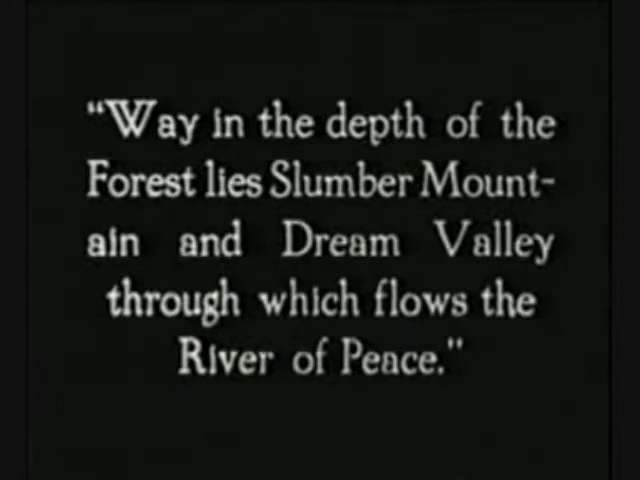 "Way in the depth of the
Forest lies Slumber Mount-
ain and Dream Valley
through which flows the
River of Peace."